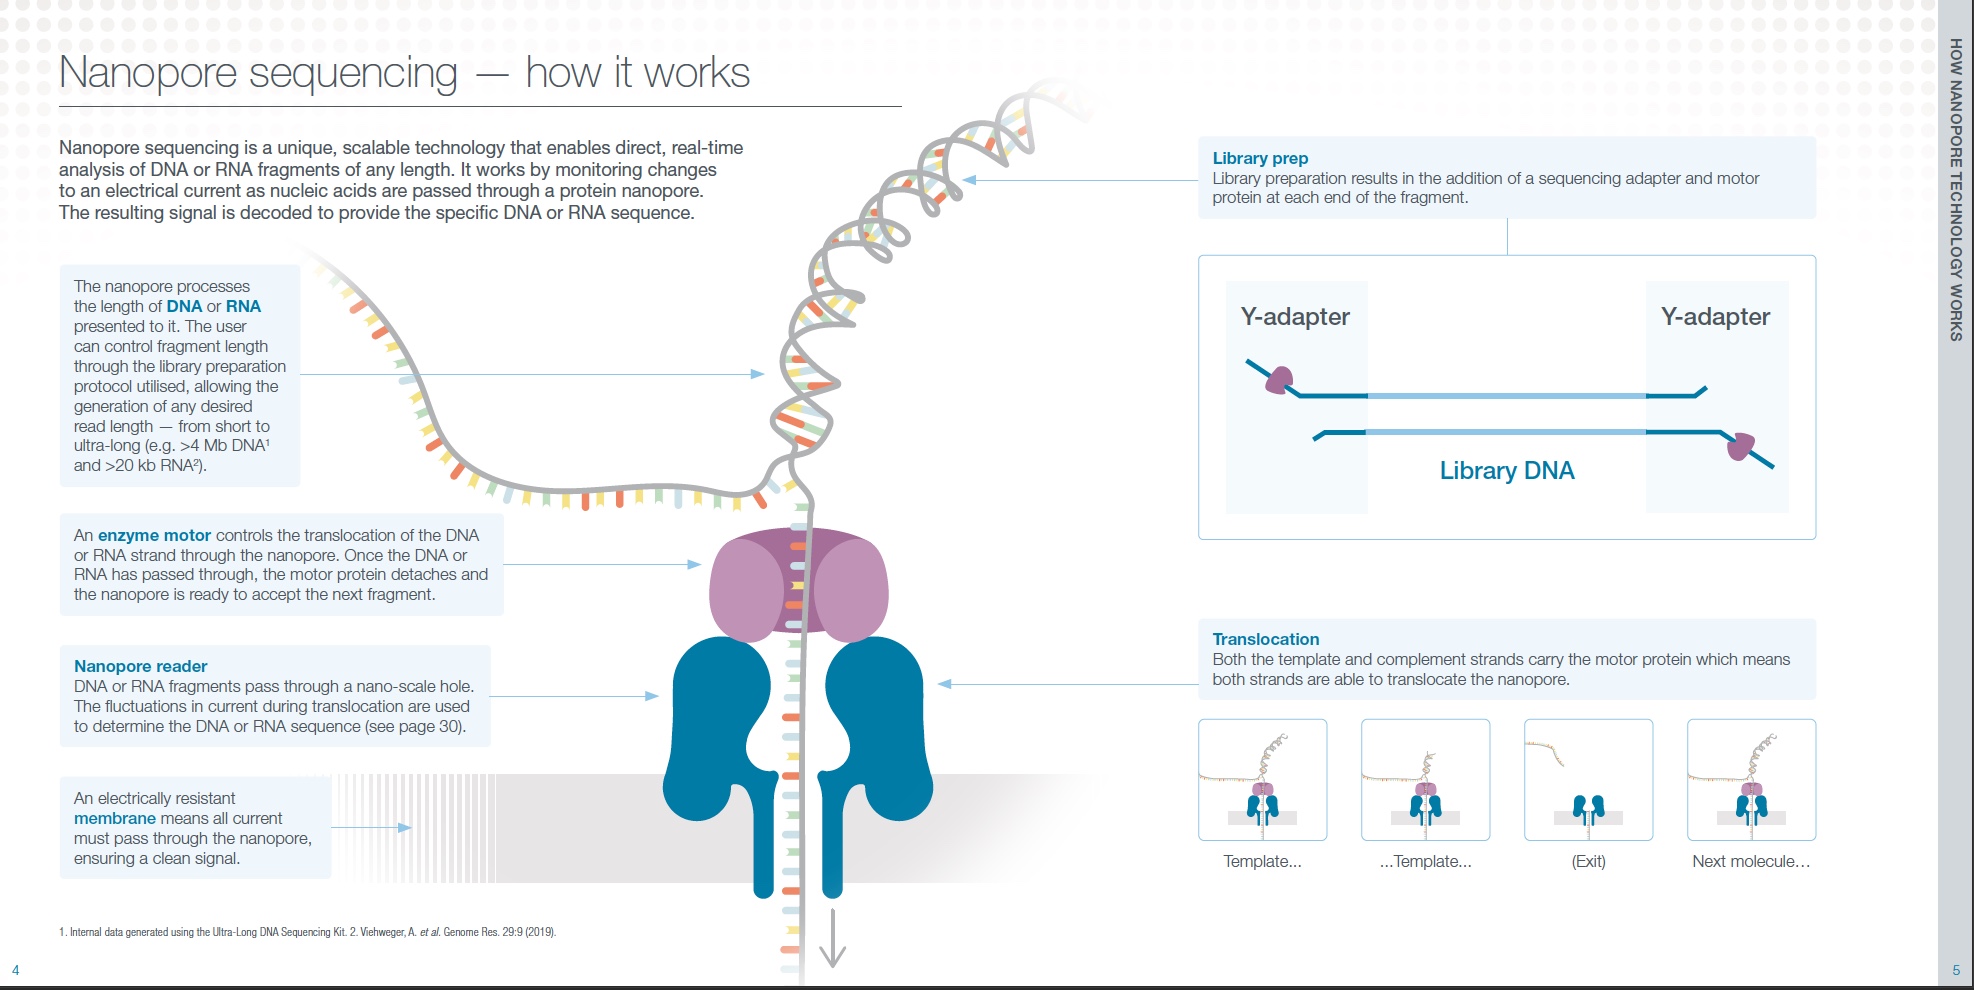 Nanopore sequencing — how it works
Nanopore sequencing is a unique, scalable technology that enables direct, real-time
analysis of DNA or RNA fragments of any length. It works by monitoring changes
to an electrical current as nucleic acids are passed through a protein nanopore.
The resulting signal is decoded to provide the specific DNA or RNA sequence.
The nanopore processes
the length of DNA or RNA
presented to it. The user
can control fragment length
through the library preparation
protocol utilised, allowing the
generation of any desired
read length — from short to
ultra-long (e.g. >4 Mb DNA¹
and >20 kb RNA²).
An enzyme motor controls the translocation of the DNA
or RNA strand through the nanopore. Once the DNA or
RNA has passed through, the motor protein detaches and
the nanopore is ready to accept the next fragment.
Nanopore reader
DNA or RNA fragments pass through a nano-scale hole.
The fluctuations in current during translocation are used
to determine the DNA or RNA sequence (see page 30).
An electrically resistant
membrane means all current
must pass through the nanopore,
ensuring a clean signal.
1. Internal data generated using the Ultra-Long DNA Sequencing Kit. 2. Viehweger, A. et al. Genome Res. 29:9 (2019).
4
Library prep
Library preparation results in the addition of a sequencing adapter and motor
protein at each end of the fragment.
Y-adapter
Y-adapter
Library DNA
Translocation
Both the template and complement strands carry the motor protein which means
both strands are able to translocate the nanopore.
Template...
...Template...
(Exit)
Next molecule...
HOW NANOPORE TECHNOLOGY WORKS
5